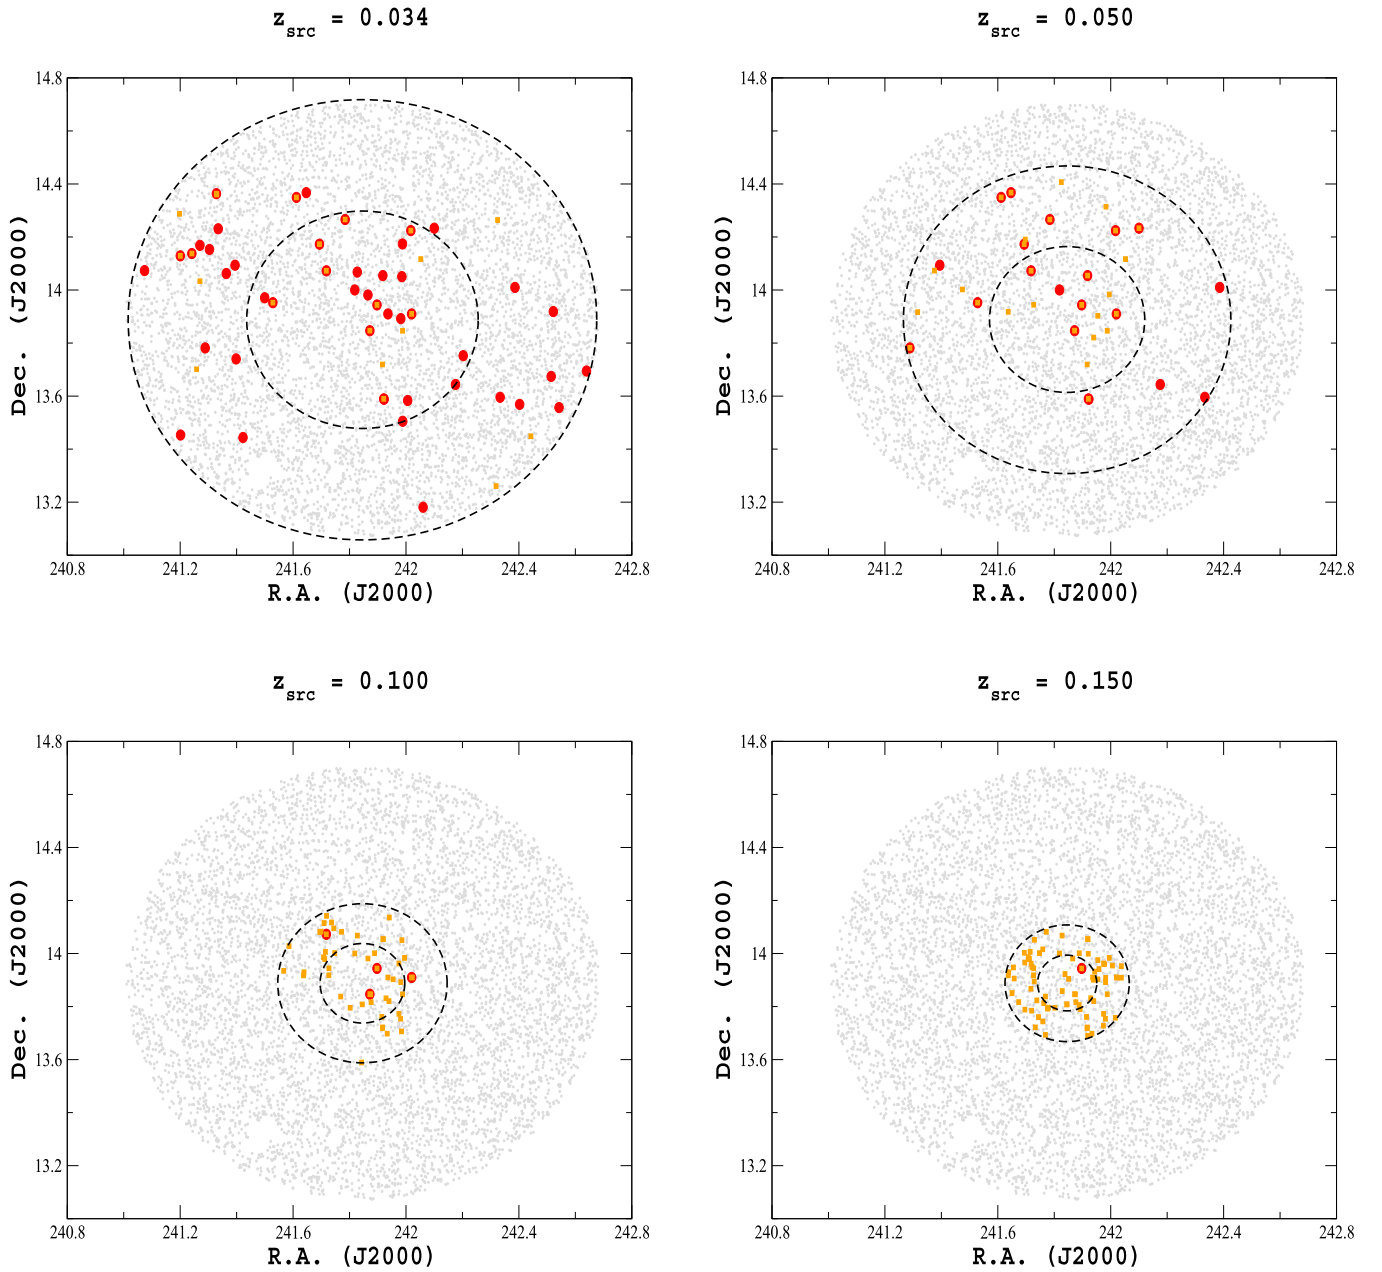 z_src = 0.034
z_src = 0.050
14.8
14.4
14
13.6
13.2
Dec. (J2000)
240.8 241.2 241.6 242 242.4 242.8
R.A. (J2000)
14.8
14.4
14
13.6
13.2
Dec. (J2000)
240.8 241.2 241.6 242 242.4 242.8
R.A. (J2000)
z_src = 0.100
z_src = 0.150
14.8
14.4
14
13.6
13.2
Dec. (J2000)
240.8 241.2 241.6 242 242.4 242.8
R.A. (J2000)
14.8
14.4
14
13.6
13.2
Dec. (J2000)
240.8 241.2 241.6 242 242.4 242.8
R.A. (J2000)